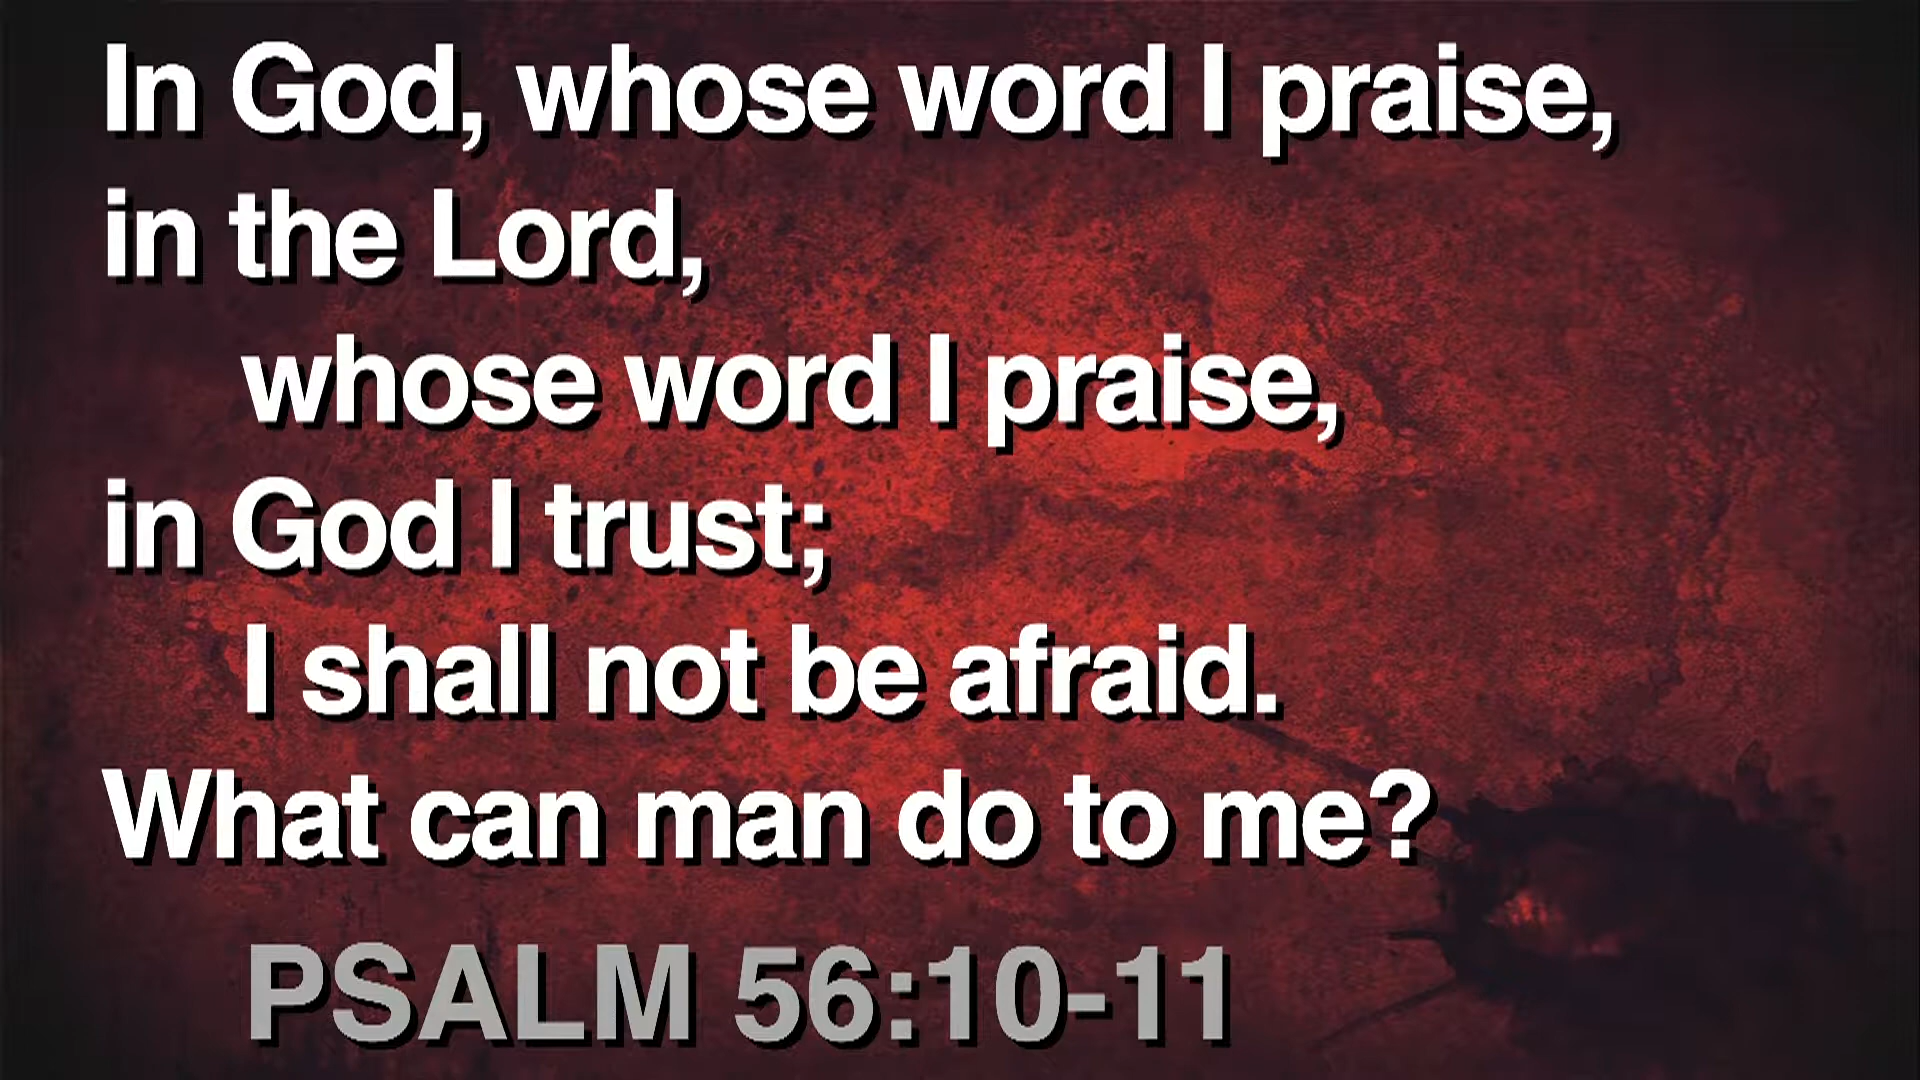 In God, whose word I praise,
in the Lord,
whose word I praise,
in God I trust;
I shall not be afraid.
What can man do to me?
PSALM 56:10-11